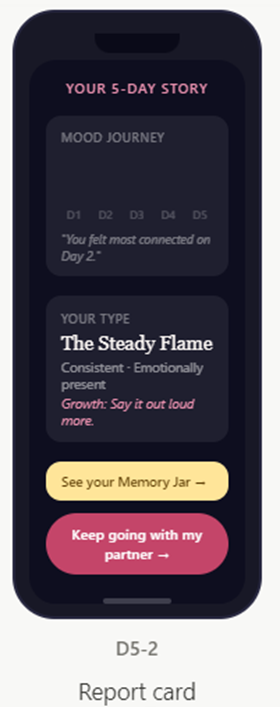 YOUR 5-DAY STORY
MOOD JOURNEY
D1 D2 D3 D4 D5
"You felt most connected on
Day 2."
YOUR TYPE
The Steady Flame
Consistent · Emotionally
present
Growth: Say it out loud
more.
See your Memory Jar →
Keep going with my
partner →
D5-2
Report card